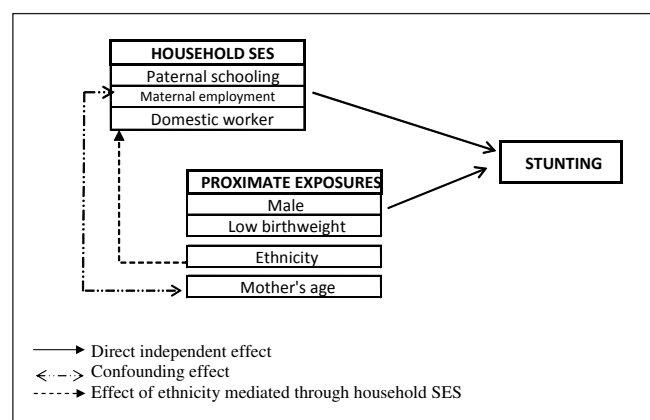 HOUSEHOLD SES
Paternal schooling
Maternal employment
Domestic worker
STUNTING
PROXIMATE EXPOSURES
Male
Low birthweight
Ethnicity
Mother's age
Direct independent effect
Confounding effect
Effect of ethnicity mediated through household SES